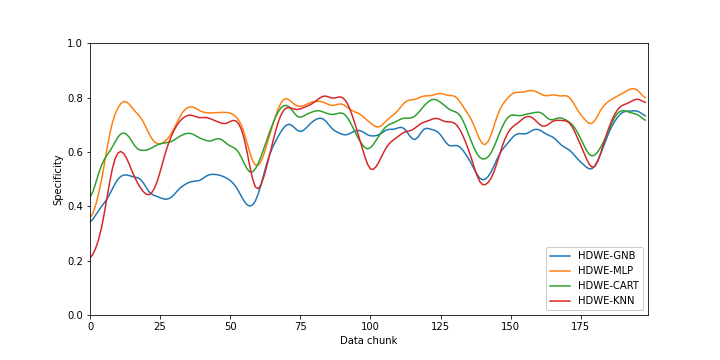 1.0
0.8
0.6
0.4
0.2
0.0
Specificity
0
25
50
75
100
125
150
175
Data chunk
HDWE-GNB
HDWE-MLP
HDWE-CART
HDWE-KNN